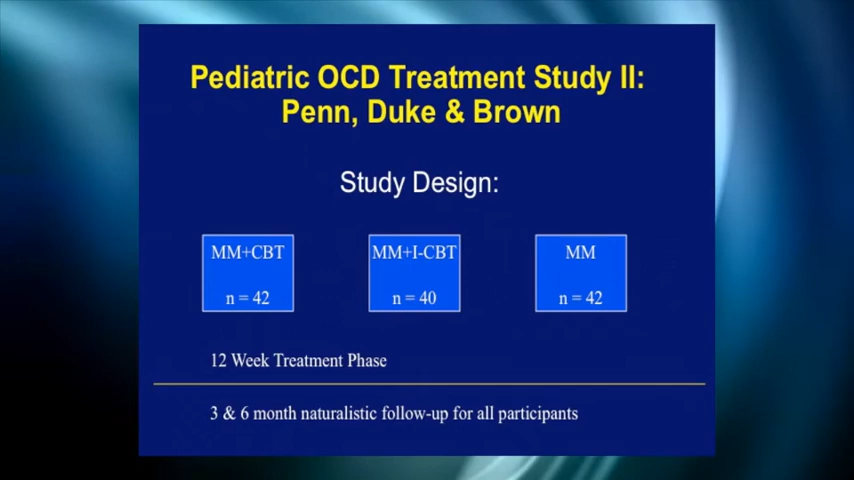 Pediatric OCD Treatment Study II:
Penn, Duke & Brown
Study Design:
MM+CBT
n = 42
MM+I-CBT
n = 40
MM
n = 42
12 Week Treatment Phase
3 & 6 month naturalistic follow-up for all participants